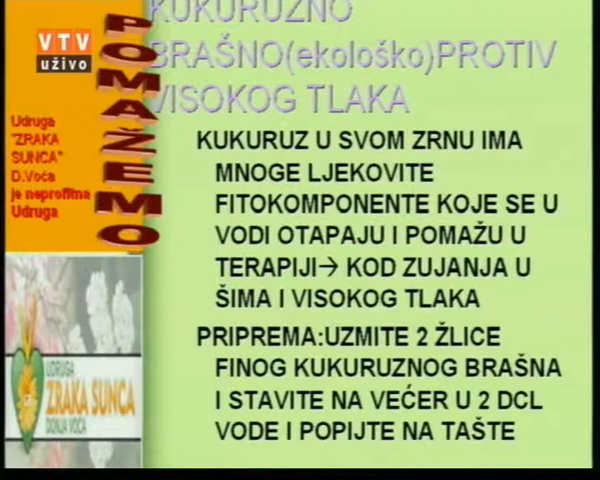 KUKURUZNO
BRAŠNO(ekološko)PROTIV
VISOKOG TLAKA
VTV
uživo
POMAŽEMO
Udruga
"ZRAKA
SUNCA"
D.Voća
je neprofitna
Udruga
KUKURUZ U SVOM ZRNU IMA
MNOGE LJEKOVITE
FITOKOMPONENTE KOJE SE U
VODI OTAPAJU I POMAŽU U
TERAPIJI→ KOD ZUJANJA U
ŠIMA I VISOKOG TLAKA
PRIPREMA:UZMITE 2 ŽLICE
FINOG KUKURUZNOG BRAŠNA
I STAVITE NA VEĆER U 2 DCL
VODE I POPIJTE NA TAŠTE
UDRUGA
ZRAKA SUNCA
DONJA VOĆA